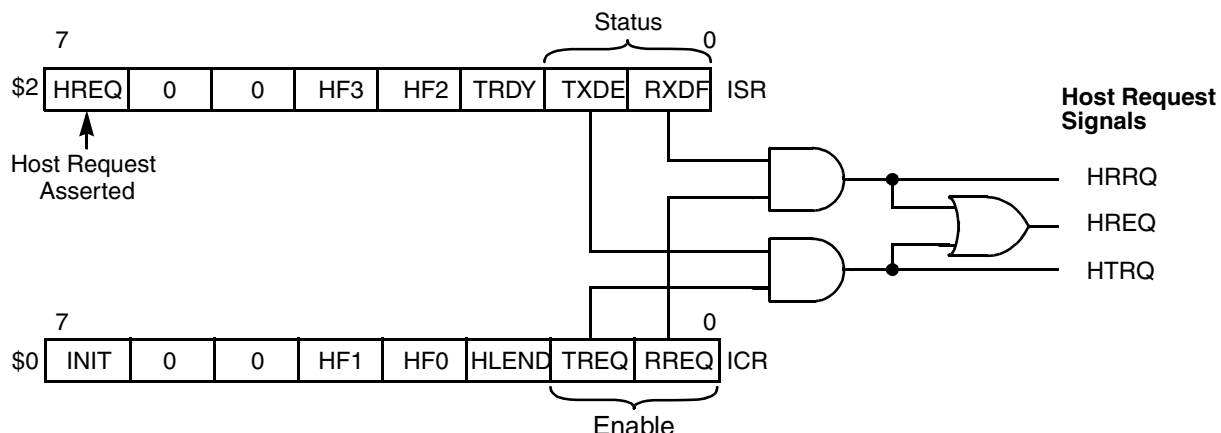 Status
7 0
$2 HREQ 0 0 HF3 HF2 TRDY TXDE RXDF ISR
Host Request
Signals
Host Request
Asserted
HRRQ
HREQ
HTRQ
7 0
$0 INIT 0 0 HF1 HF0 HLEND TREQ RREQ ICR
Enable